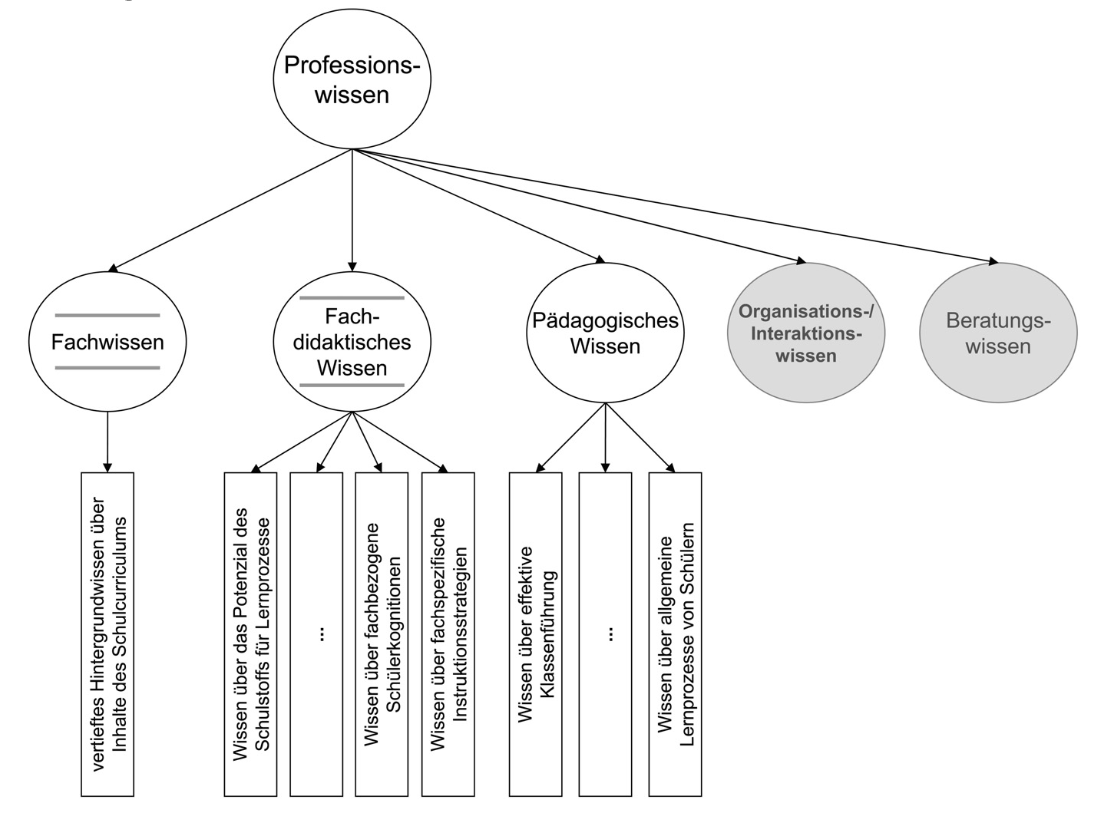 Professions-
wissen
Fachwissen
Fach-
didaktisches
Wissen
Pädagogisches
Wissen
Organisations-/
Interaktions-
wissen
Beratungs-
wissen
vertieftes Hintergrundwissen über
Inhalte des Schulcurriculums
Wissen über das Potenzial des
Schulstoffs für Lernprozesse
...
Wissen über fachbezogene
Schülerkognitionen
Wissen über fachspezifische
Instruktionsstrategien
Wissen über effektive
Klassenführung
...
Wissen über allgemeine
Lernprozesse von Schülern